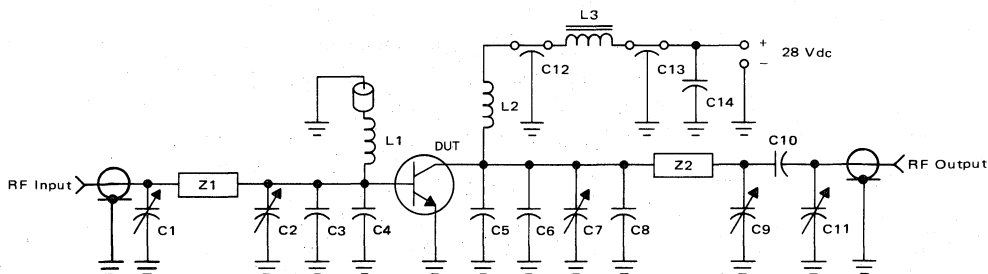 L3
+
28 Vdc
–
C12
C13
C14
L2
L1
DUT
C10
RF Input
Z1
Z2
RF Output
C1
C2
C3
C4
C5
C6
C7
C8
C9
C11